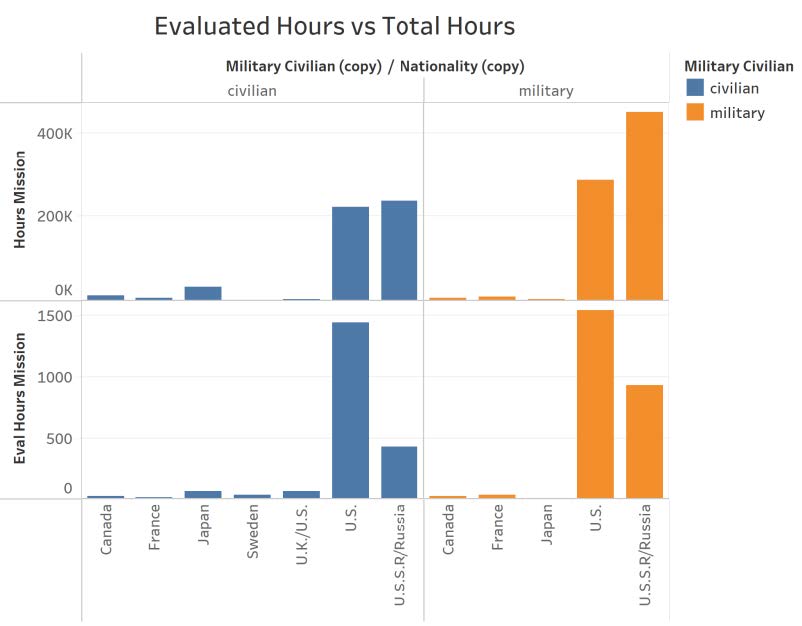 Evaluated Hours vs Total Hours
Military Civilian (copy) / Nationality (copy)
civilian
military
Military Civilian
civilian
military
Hours Mission
400K
200K
0K
Eval Hours Mission
1500
1000
500
0
Canada
France
Japan
Sweden
U.K./U.S.
U.S.
U.S.S.R/Russia
Canada
France
Japan
U.S.
U.S.S.R/Russia